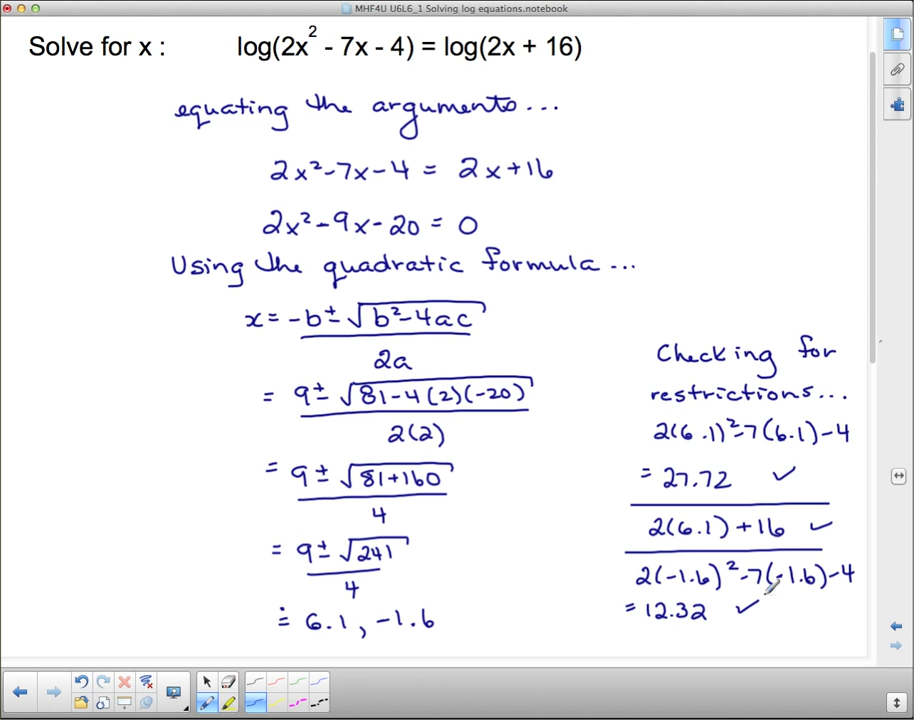 MHF4U U6L6_1 Solving log equations.notebook
Solve for x : log(2x² - 7x - 4) = log(2x + 16)
equating the arguments...
2x²-7x-4 = 2x+16
2x²-9x-20 = 0
Using the quadratic formula...
x = -b ± √(b²-4ac)
2a
= 9 ± √(81-4(2)(-20))
2(2)
= 9 ± √(81+160)
4
= 9 ± √241
4
≐ 6.1, -1.6
Checking for
restrictions...
2(6.1)²-7(6.1)-4
= 27.72 ✓
2(6.1)+16 ✓
2(-1.6)²-7(-1.6)-4
= 12.32 ✓